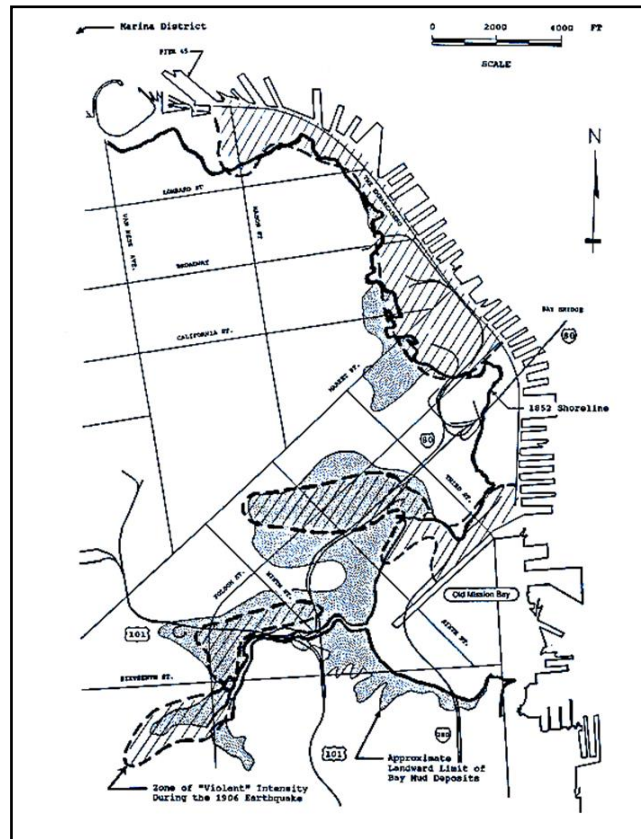 Marina District
PIER 45
0 2000 4000 FT
SCALE
N
LOMBARD ST
VAN NESS AVE.
MASON ST
THE EMBARCADERO
BROADWAY
CALIFORNIA ST.
MARKET ST.
BAY BRIDGE
80
1852 Shoreline
80
THIRD ST.
FOLSOM ST.
NINTH ST.
Old Mission Bay
SIXTH ST.
101
SIXTEENTH ST.
280
101
Approximate
Landward Limit of
Bay Mud Deposits
Zone of "Violent" Intensity
During the 1906 Earthquake